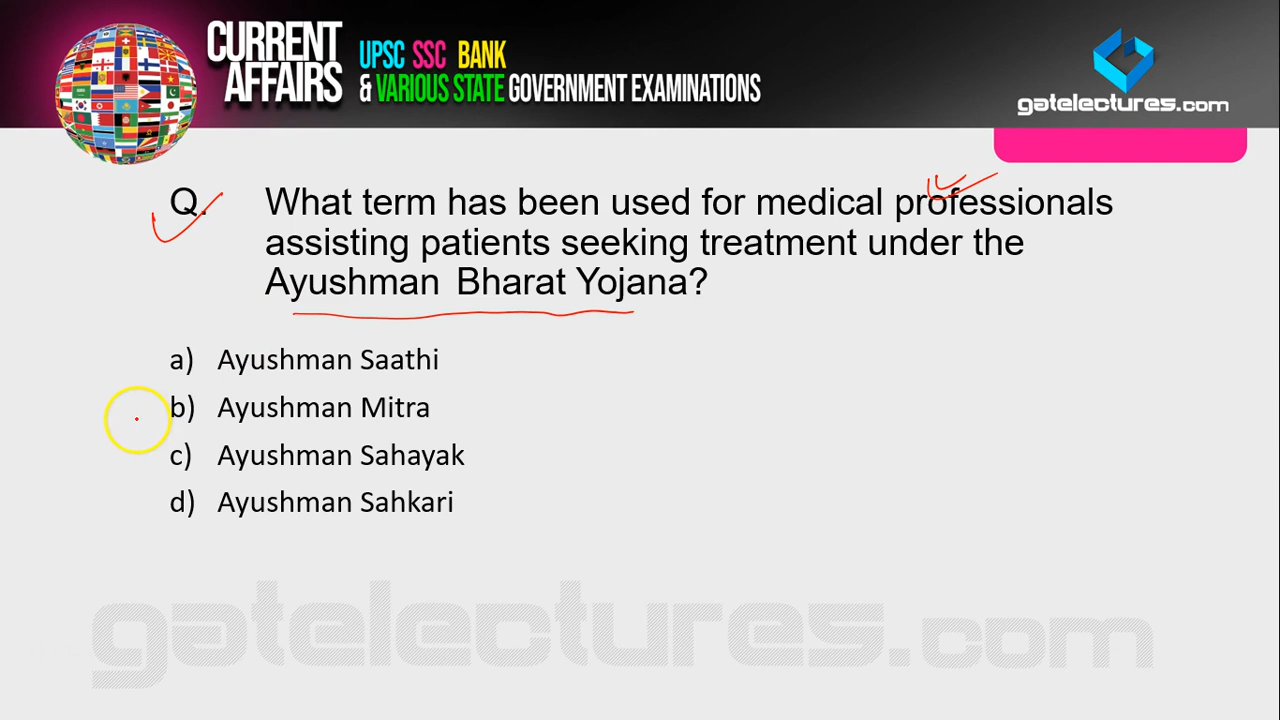 CURRENT
AFFAIRS
UPSC SSC BANK
& VARIOUS STATE GOVERNMENT EXAMINATIONS
gatelectures.com
Q. What term has been used for medical professionals
assisting patients seeking treatment under the
Ayushman Bharat Yojana?
a) Ayushman Saathi
b) Ayushman Mitra
c) Ayushman Sahayak
d) Ayushman Sahkari
gatelectures.com